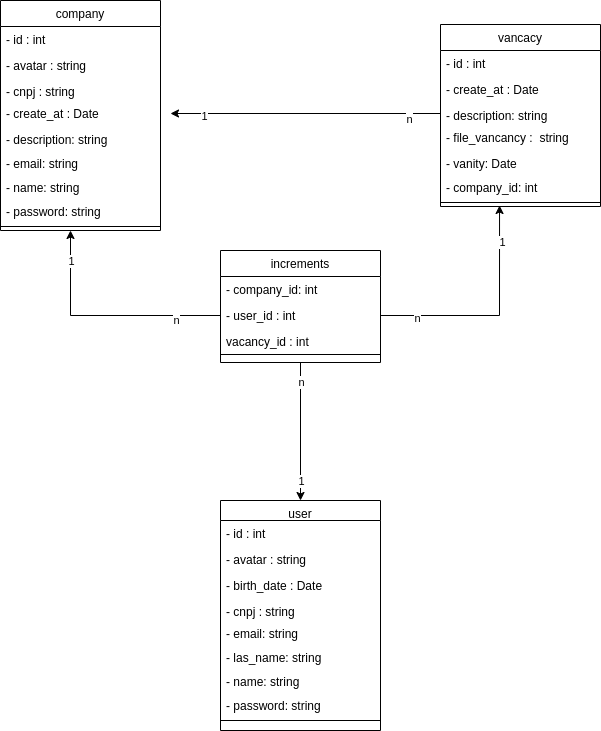 company
- id : int
- avatar : string
- cnpj : string
- create_at : Date
- description: string
- email: string
- name: string
- password: string
vancacy
- id : int
- create_at : Date
- description: string
- file_vancancy :  string
- vanity: Date
- company_id: int
1
n
1
n
n
1
increments
- company_id: int
- user_id : int
vacancy_id : int
n
1
user
- id : int
- avatar : string
- birth_date : Date
- cnpj : string
- email: string
- las_name: string
- name: string
- password: string